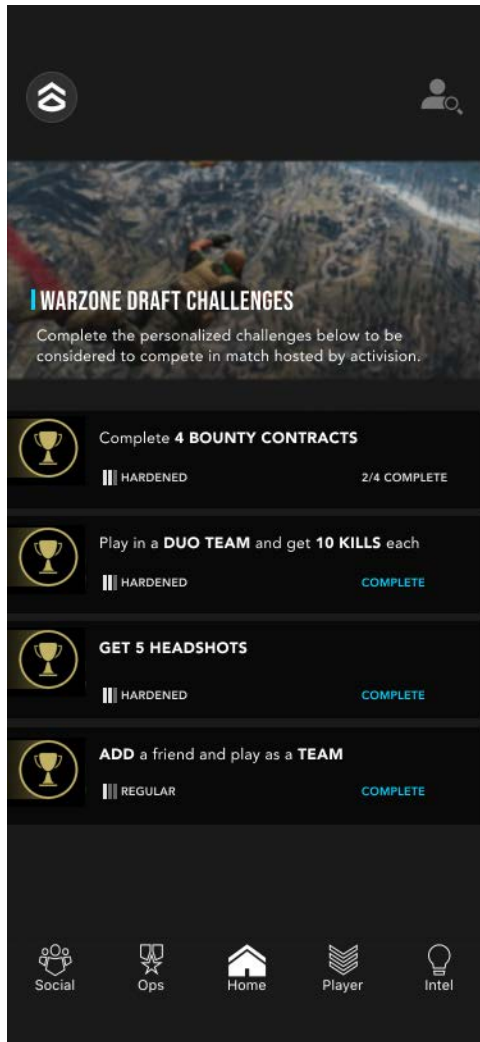 WARZONE DRAFT CHALLENGES
Complete the personalized challenges below to be
considered to compete in match hosted by activision.
Complete 4 BOUNTY CONTRACTS
HARDENED 2/4 COMPLETE
Play in a DUO TEAM and get 10 KILLS each
HARDENED COMPLETE
GET 5 HEADSHOTS
HARDENED COMPLETE
ADD a friend and play as a TEAM
REGULAR COMPLETE
Social Ops Home Player Intel